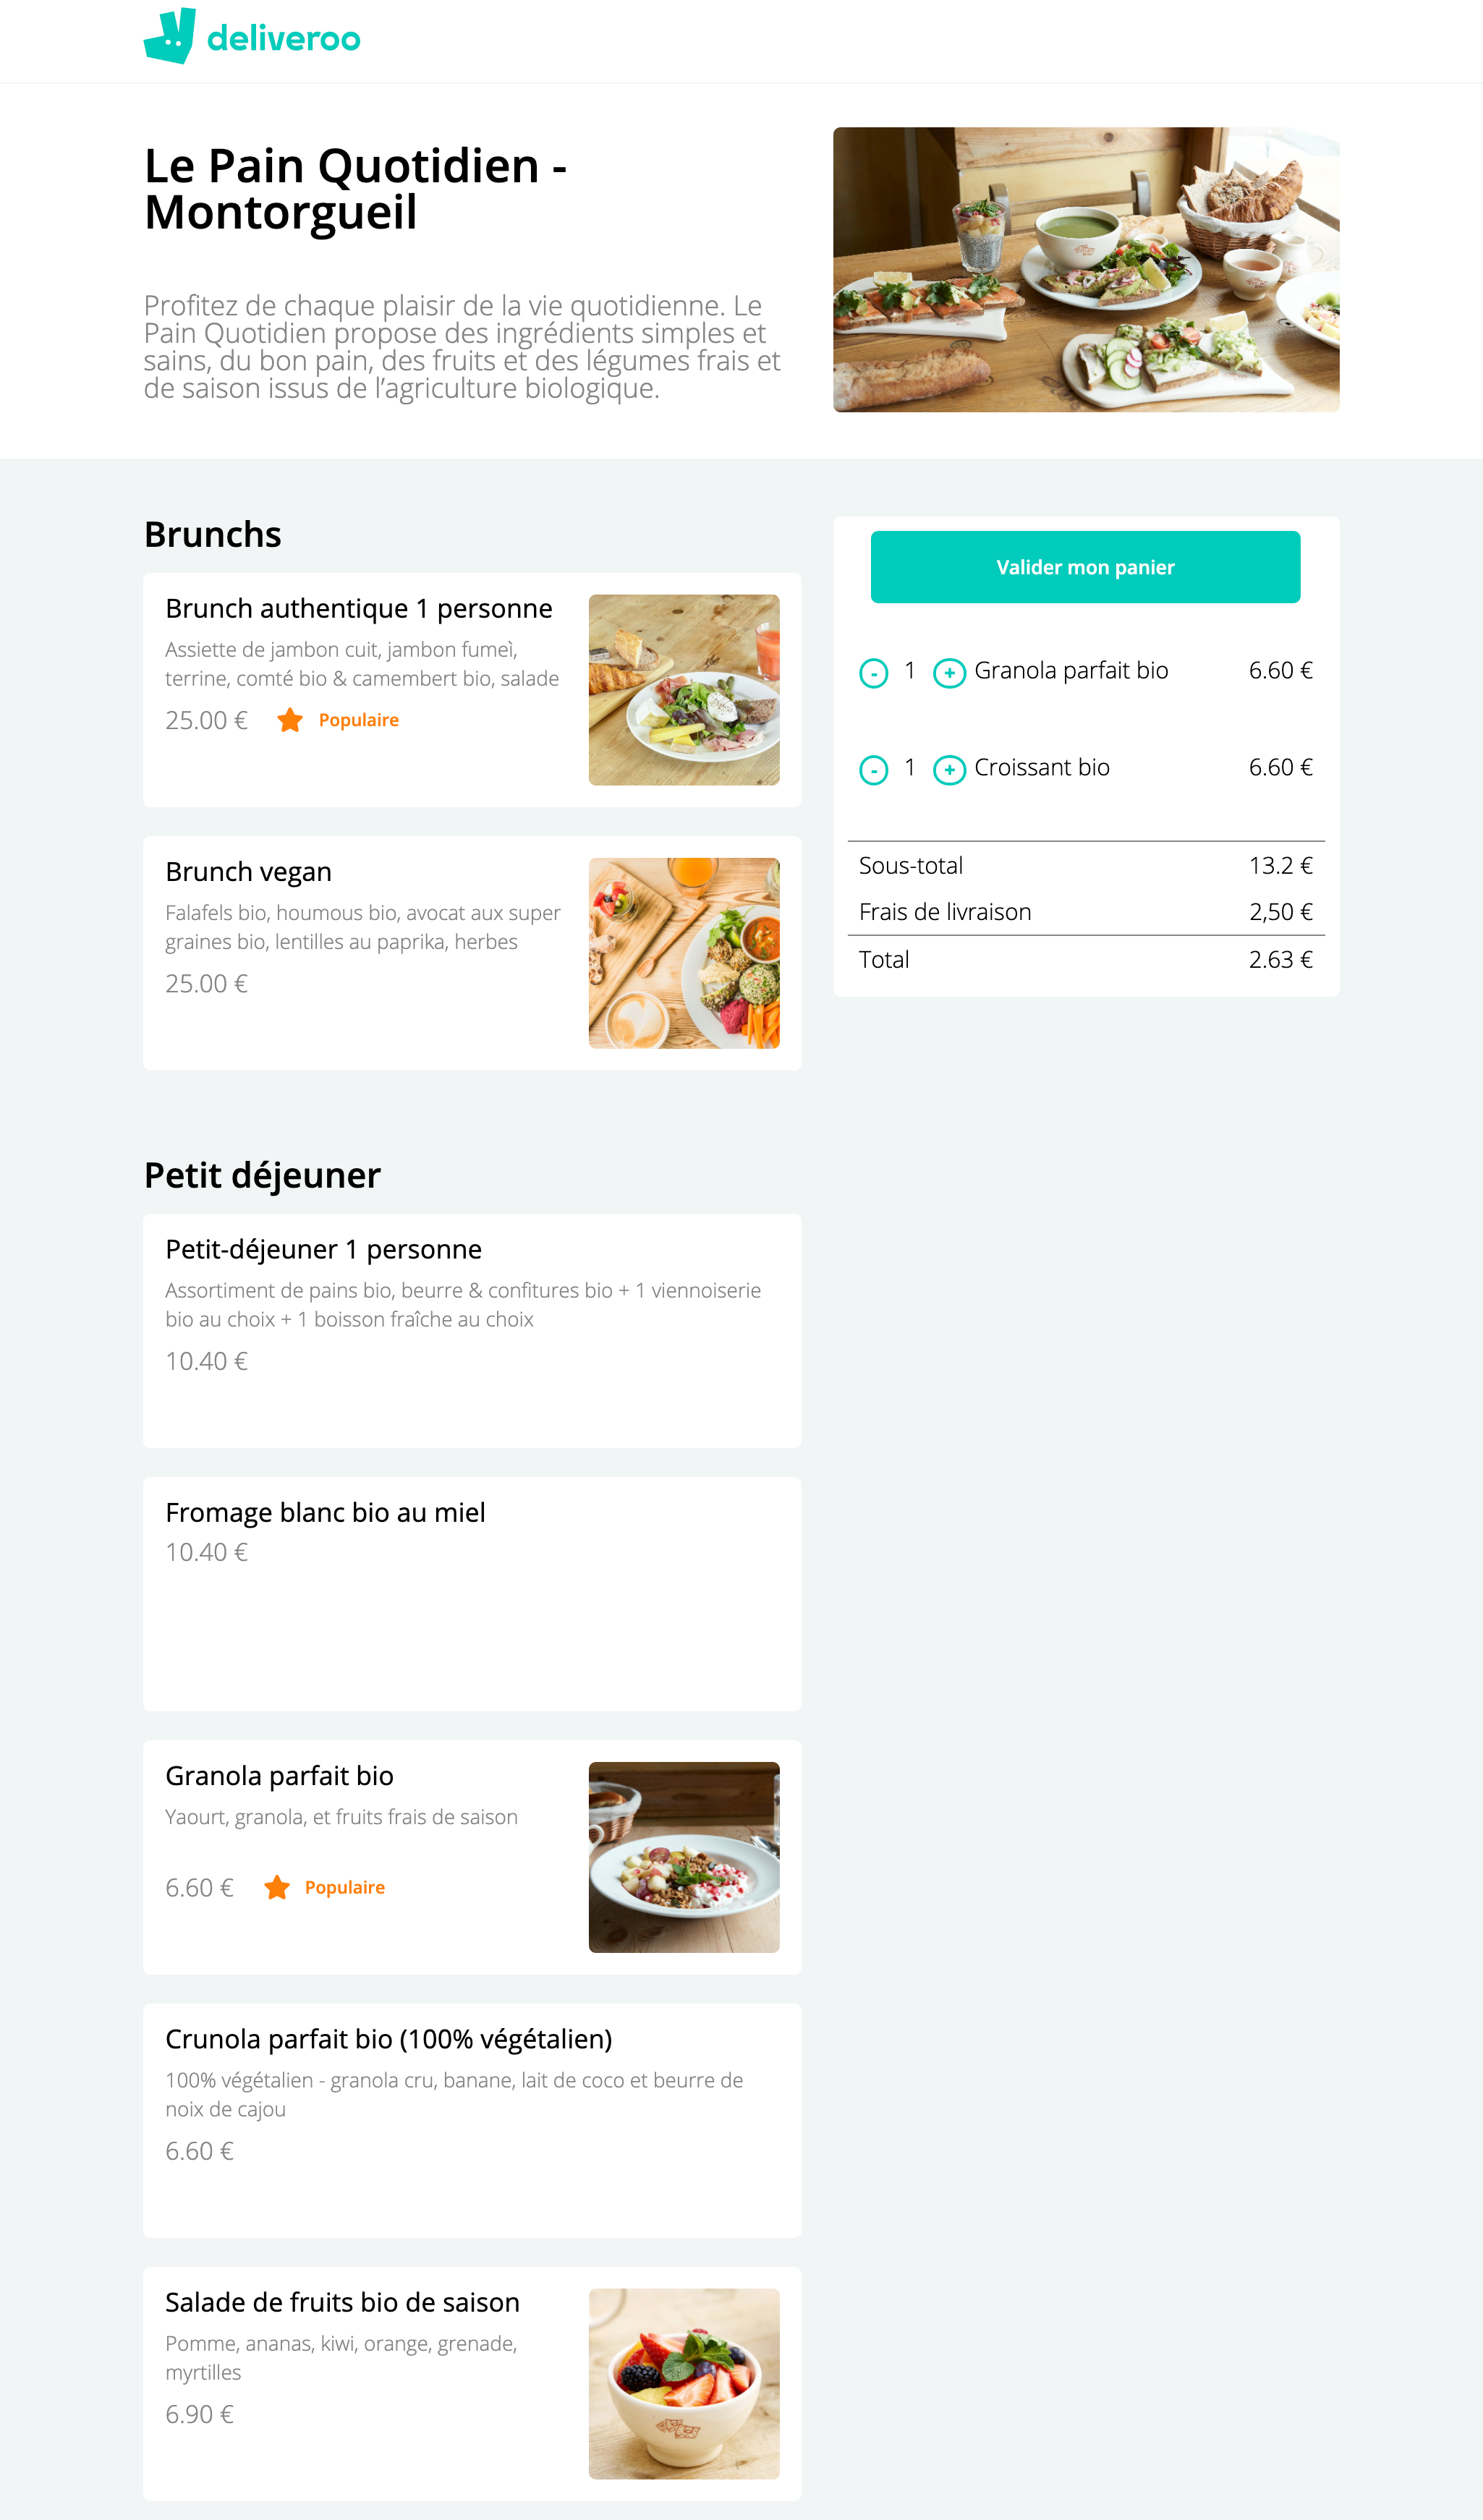 deliveroo
Le Pain Quotidien -
Montorgueil
Profitez de chaque plaisir de la vie quotidienne. Le
Pain Quotidien propose des ingrédients simples et
sains, du bon pain, des fruits et des légumes frais et
de saison issus de l’agriculture biologique.
Brunchs
Brunch authentique 1 personne
Assiette de jambon cuit, jambon fumeì,
terrine, comté bio & camembert bio, salade
25.00 € Populaire
Brunch vegan
Falafels bio, houmous bio, avocat aux super
graines bio, lentilles au paprika, herbes
25.00 €
Petit déjeuner
Petit-déjeuner 1 personne
Assortiment de pains bio, beurre & confitures bio + 1 viennoiserie
bio au choix + 1 boisson fraîche au choix
10.40 €
Fromage blanc bio au miel
10.40 €
Granola parfait bio
Yaourt, granola, et fruits frais de saison
6.60 € Populaire
Crunola parfait bio (100% végétalien)
100% végétalien - granola cru, banane, lait de coco et beurre de
noix de cajou
6.60 €
Salade de fruits bio de saison
Pomme, ananas, kiwi, orange, grenade,
myrtilles
6.90 €
Valider mon panier
- 1 + Granola parfait bio 6.60 €
- 1 + Croissant bio 6.60 €
Sous-total 13.2 €
Frais de livraison 2,50 €
Total 2.63 €